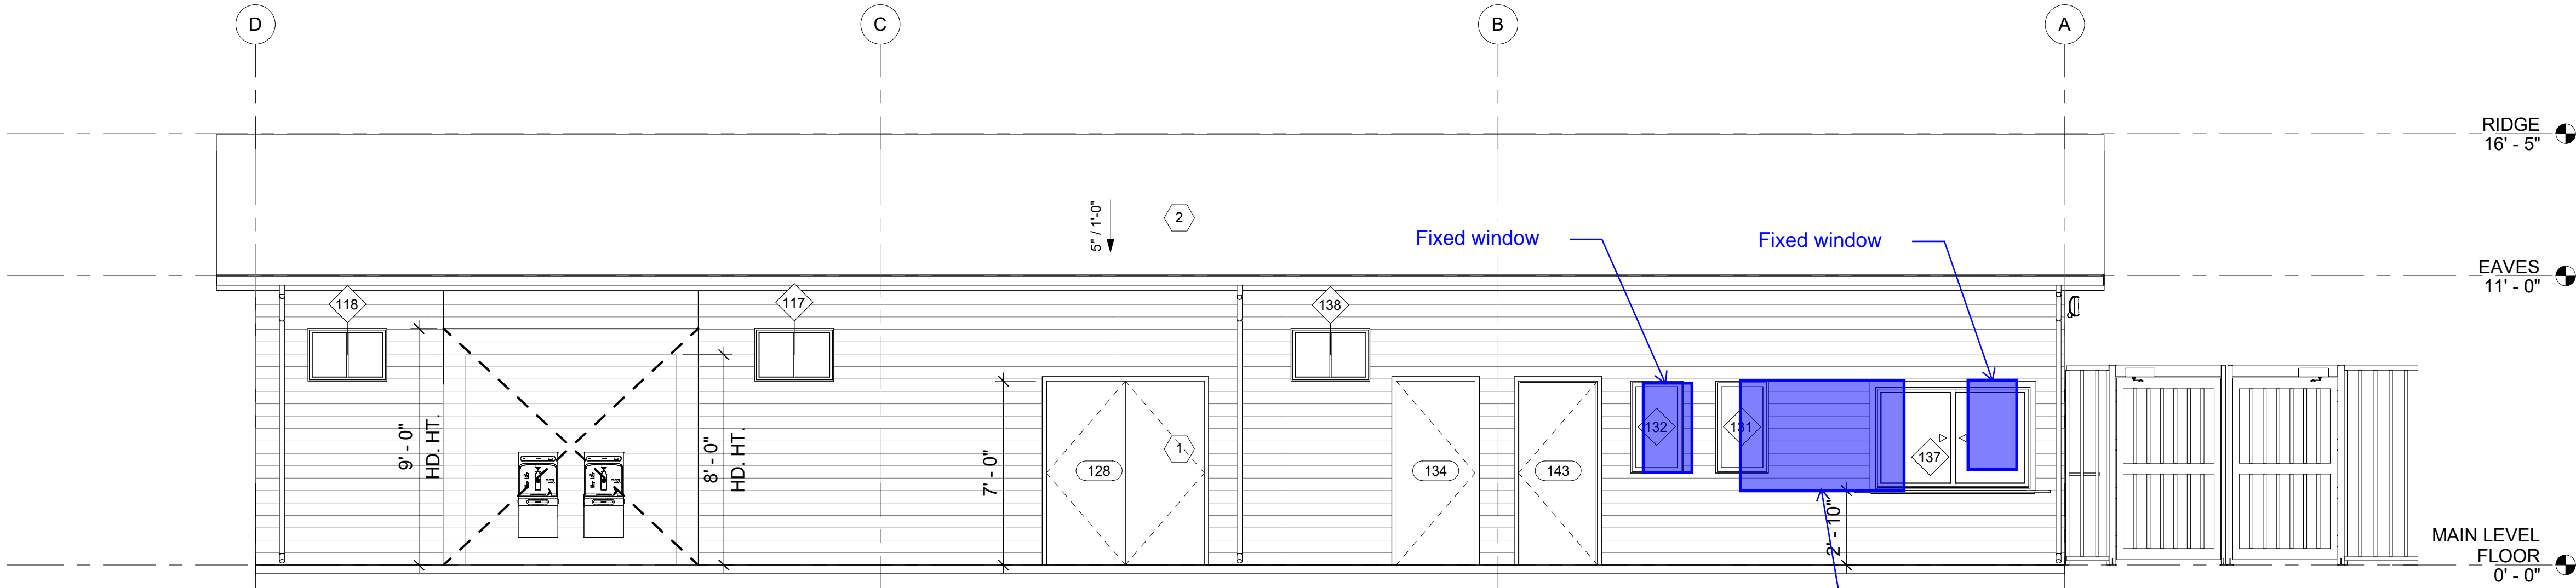 D
C
B
A
RIDGE
16' - 5"
5" / 1'-0"
2
Fixed window
Fixed window
EAVES
11' - 0"
118
117
138
9' - 0"
HD. HT.
8' - 0"
HD. HT.
7' - 0"
128
1
134
143
132
131
137
2' - 10"
MAIN LEVEL
FLOOR
0' - 0"